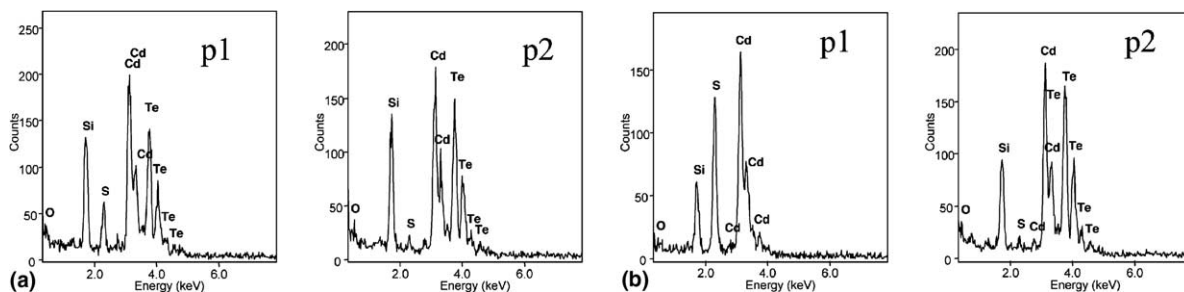 p1
Cd
Cd
Te
Si
Cd
Te
S
O
Te
Te
250
200
150
100
50
0
Counts
2.0 4.0 6.0
Energy (keV)
(a)
p2
Cd
Te
Si
Cd
Te
O
S
Te
Te
200
150
100
50
0
Counts
2.0 4.0 6.0
Energy (keV)
p1
Cd
S
Si
Cd
O
Cd
Cd
150
100
50
0
Counts
2.0 4.0 6.0
Energy (keV)
(b)
p2
Cd
Te
Te
Si
Cd
Te
O
S
Cd
Te
Te
200
150
100
50
0
Counts
2.0 4.0 6.0
Energy (keV)